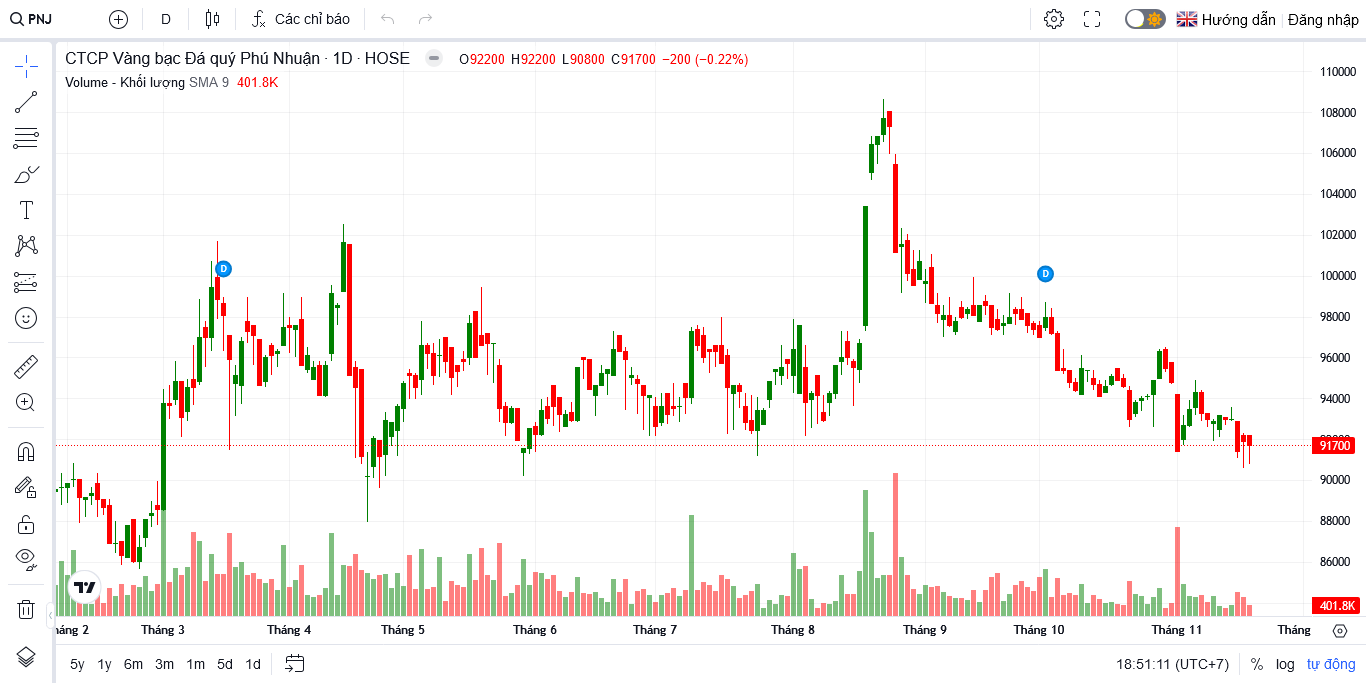 PNJ D Các chỉ báo Hướng dẫn Đăng nhập
CTCP Vàng bạc Đá quý Phú Nhuận · 1D · HOSE O92200 H92200 L90800 C91700 −200 (−0.22%)
Volume - Khối lượng SMA 9 401.8K
110000
108000
106000
104000
102000
100000
98000
96000
94000
91700
90000
88000
86000
401.8K
D
D
Tháng 3 Tháng 4 Tháng 5 Tháng 6 Tháng 7 Tháng 8 Tháng 9 Tháng 10 Tháng 11 Tháng
5y 1y 6m 3m 1m 5d 1d 18:51:11 (UTC+7) % log tự động